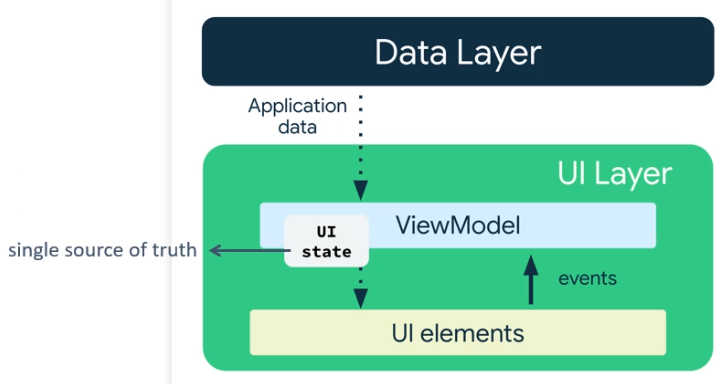 Data Layer
Application
data
UI Layer
ViewModel
UI
state
single source of truth
events
UI elements